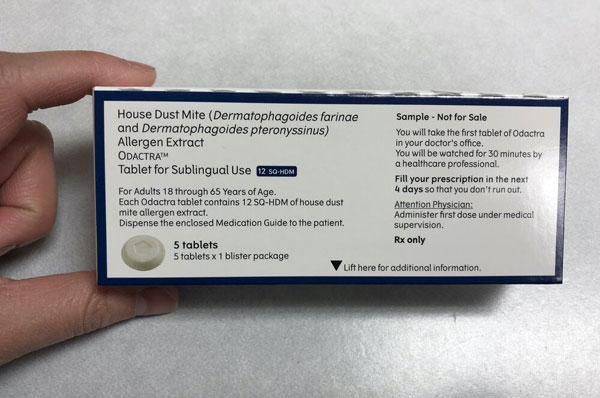 House Dust Mite (Dermatophagoides farinae
and Dermatophagoides pteronyssinus)
Allergen Extract
ODACTRA™
Tablet for Sublingual Use 12 SQ-HDM
For Adults 18 through 65 Years of Age.
Each Odactra tablet contains 12 SQ-HDM of house dust
mite allergen extract.
Dispense the enclosed Medication Guide to the patient.
5 tablets
5 tablets x 1 blister package
Sample - Not for Sale
You will take the first tablet of Odactra
in your doctor's office.
You will be watched for 30 minutes by
a healthcare professional.
Fill your prescription in the next
4 days so that you don't run out.
Attention Physician:
Administer first dose under medical
supervision.
Rx only
Lift here for additional information.